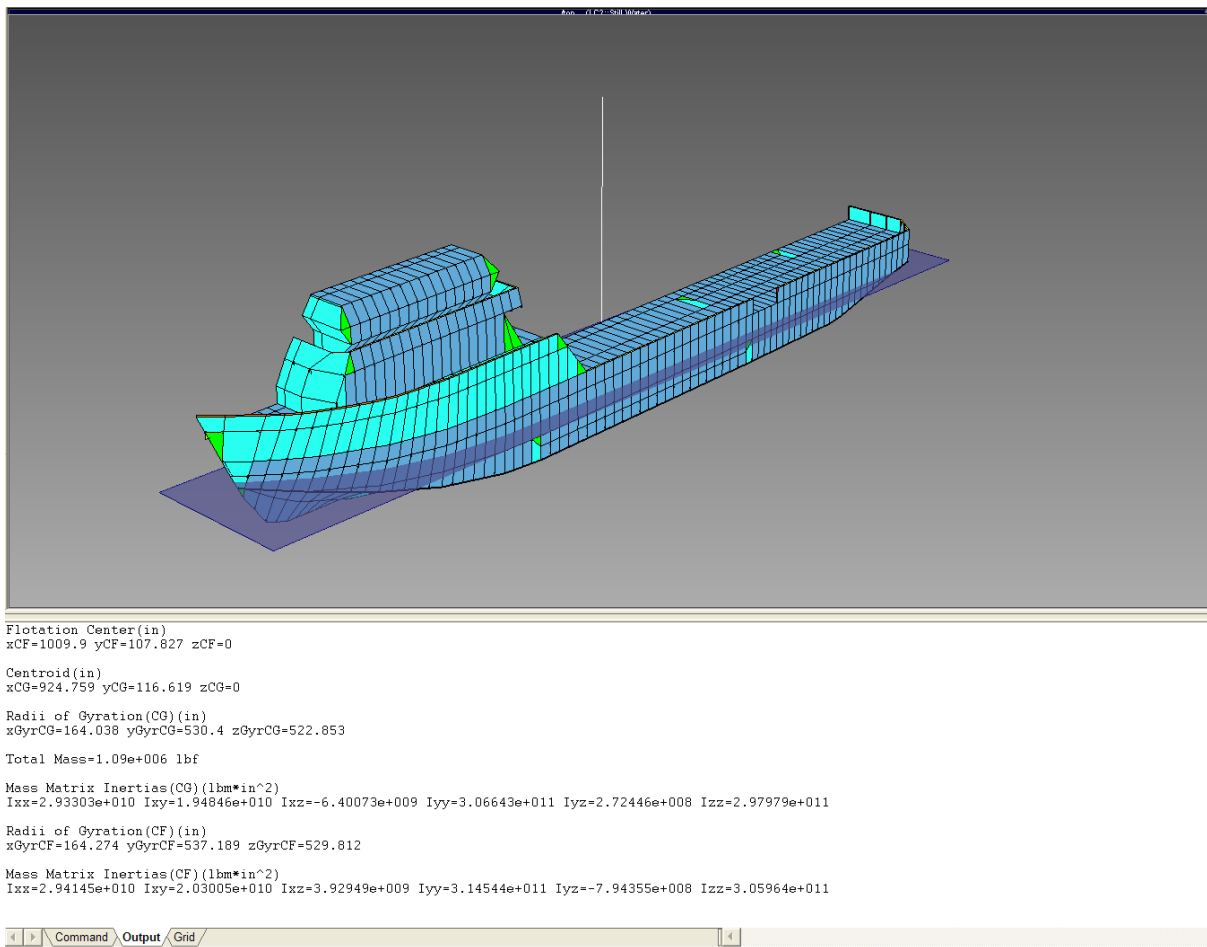 App... (LC2::Still Water)
Flotation Center(in)
xCF=1009.9 yCF=107.827 zCF=0
Centroid(in)
xCG=924.759 yCG=116.619 zCG=0
Radii of Gyration(CG)(in)
xGyrCG=164.038 yGyrCG=530.4 zGyrCG=522.853
Total Mass=1.09e+006 lbf
Mass Matrix Inertias(CG)(lbm*in^2)
Ixx=2.93303e+010 Ixy=1.94846e+010 Ixz=-6.40073e+009 Iyy=3.06643e+011 Iyz=2.72446e+008 Izz=2.97979e+011
Radii of Gyration(CF)(in)
xGyrCF=164.274 yGyrCF=537.189 zGyrCF=529.812
Mass Matrix Inertias(CF)(lbm*in^2)
Ixx=2.94145e+010 Ixy=2.03005e+010 Ixz=3.92949e+009 Iyy=3.14544e+011 Iyz=-7.94355e+008 Izz=3.05964e+011
Command Output Grid